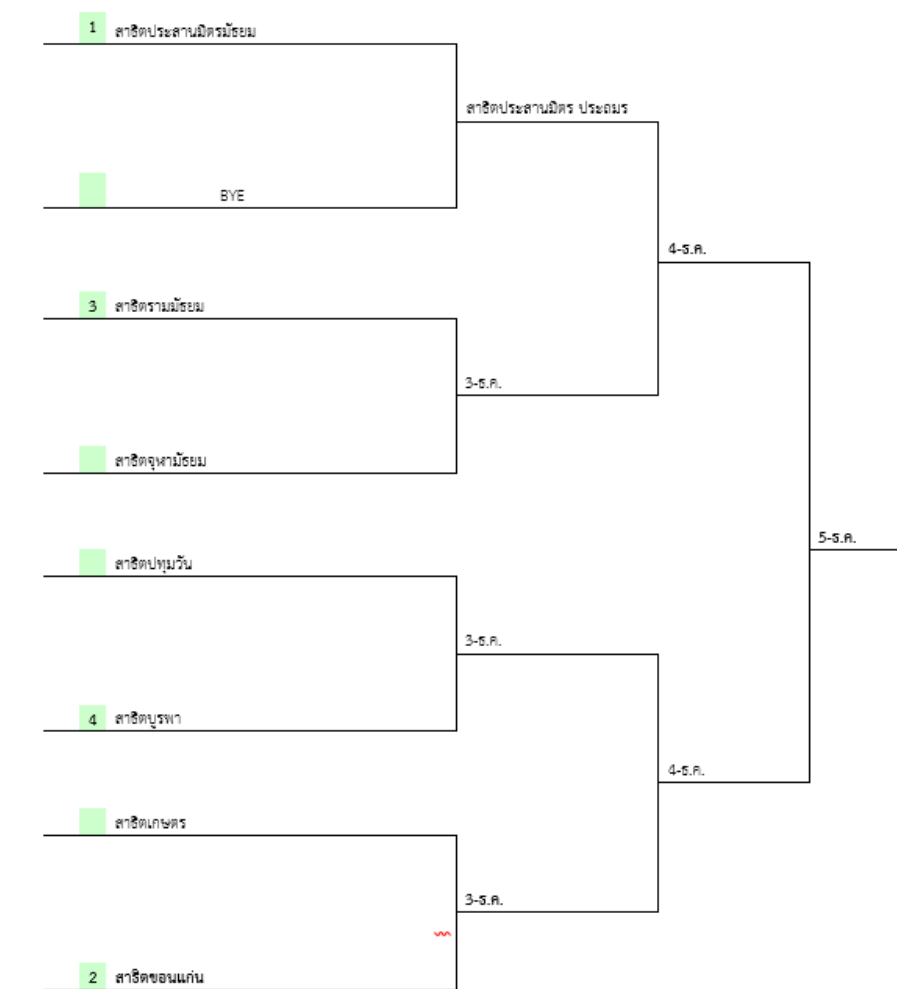 1 สาธิตประสานมิตรมัธยม
สาธิตประสานมิตร ประถมร
BYE
4-ธ.ค.
3 สาธิตรามมัธยม
3-ธ.ค.
สาธิตจุฬามัธยม
5-ธ.ค.
สาธิตปทุมวัน
3-ธ.ค.
4 สาธิตบูรพา
4-ธ.ค.
สาธิตเกษตร
3-ธ.ค.
2 สาธิตขอนแก่น